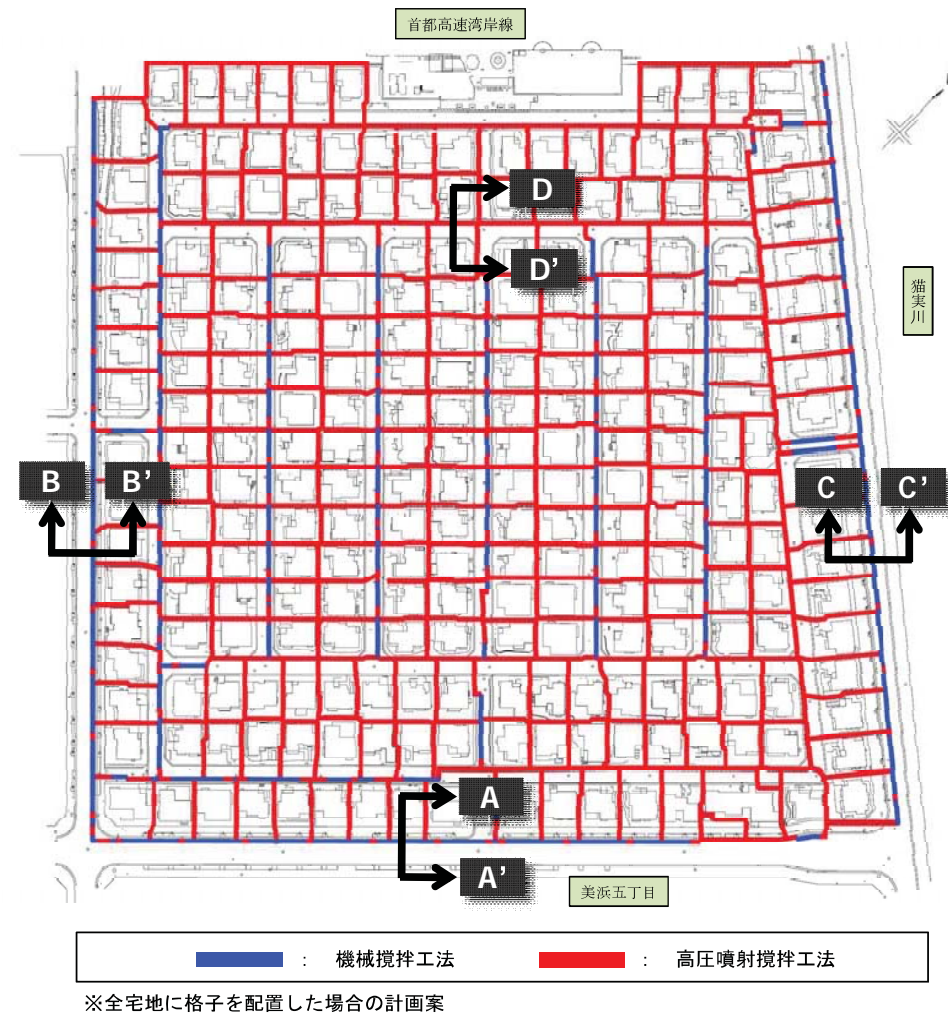 首都高速湾岸線
D
D’
猫実川
B
B’
C
C’
A
A’
美浜五丁目
： 機械攪拌工法 ： 高圧噴射攪拌工法
※全宅地に格子を配置した場合の計画案